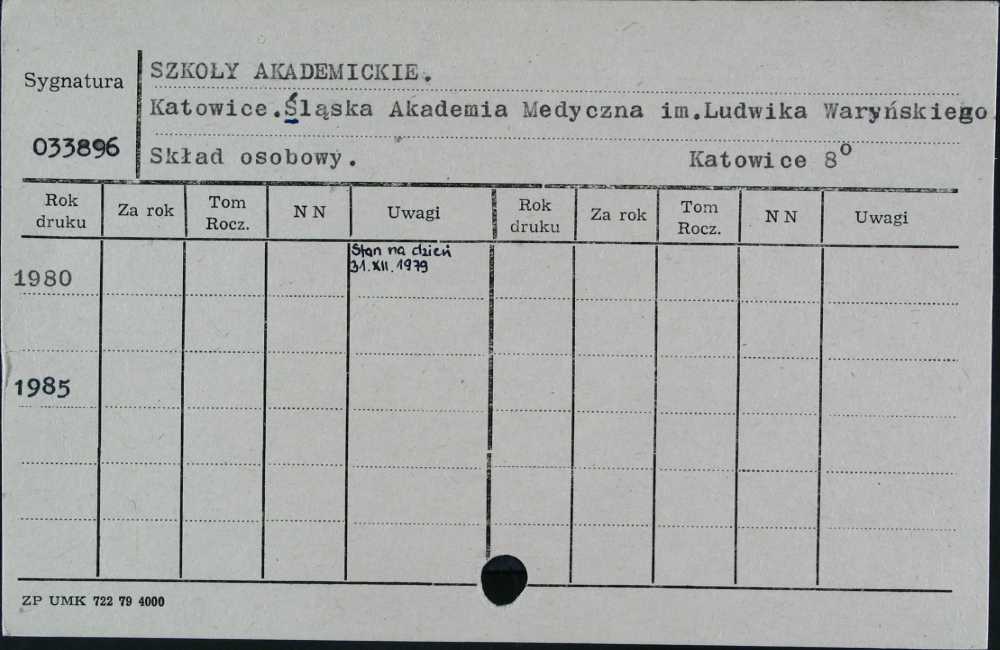 Sygnatura
033896
SZKOŁY AKADEMICKIE.
Katowice.Śląska Akademia Medyczna im.Ludwika Waryńskiego.
Skład osobowy. Katowice 8°
Rok druku Za rok Tom Rocz. N N Uwagi Rok druku Za rok Tom Rocz. N N Uwagi
1980 Stan na dzień
31.XII.1979
1985
ZP UMK 722 79 4000